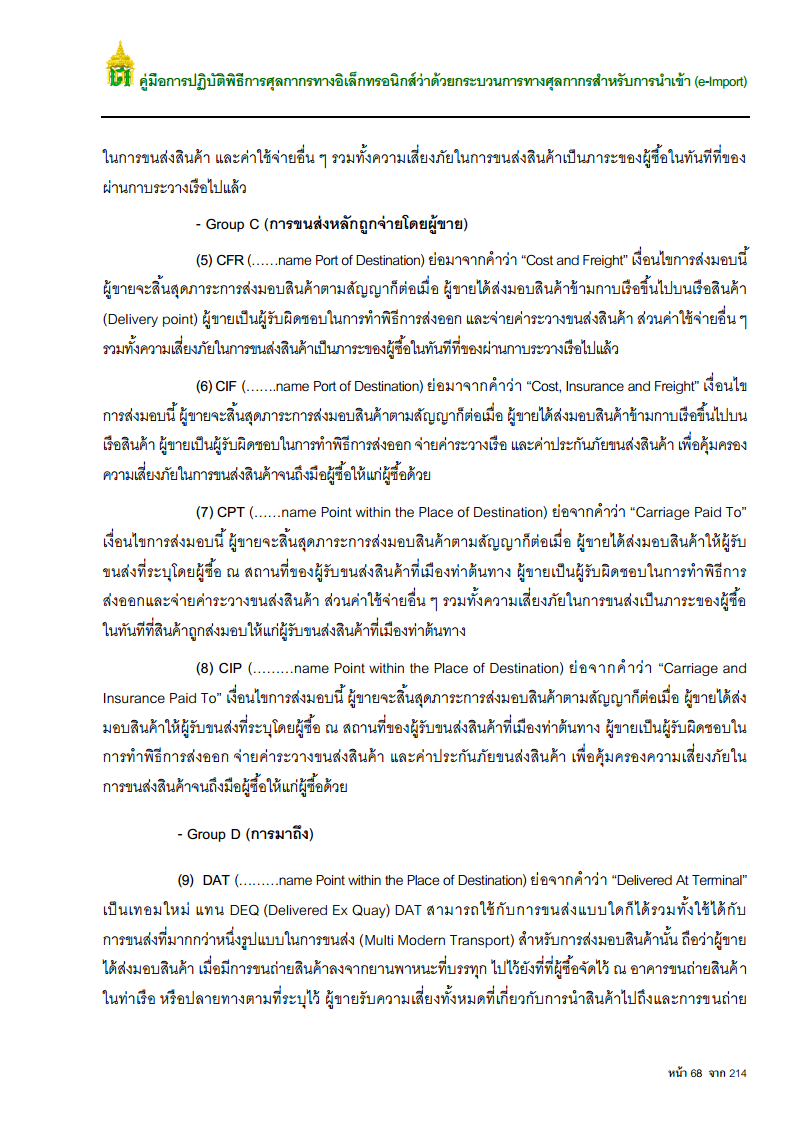 คู่มือการปฏิบัติพิธีการศุลกากรทางอิเล็กทรอนิกส์ว่าด้วยกระบวนการทางศุลกากรสำหรับการนำเข้า (e-Import)
ในการขนส่งสินค้า และค่าใช้จ่ายอื่น ๆ รวมทั้งความเสี่ยงภัยในการขนส่งสินค้าเป็นภาระของผู้ซื้อในทันทีที่ของ
ผ่านกาบระวางเรือไปแล้ว
- Group C (การขนส่งหลักถูกจ่ายโดยผู้ขาย)
(5) CFR (……name Port of Destination) ย่อมาจากคำว่า “Cost and Freight” เงื่อนไขการส่งมอบนี้
ผู้ขายจะสิ้นสุดภาระการส่งมอบสินค้าตามสัญญาก็ต่อเมื่อ ผู้ขายได้ส่งมอบสินค้าข้ามกาบเรือขึ้นไปบนเรือสินค้า
(Delivery point) ผู้ขายเป็นผู้รับผิดชอบในการทำพิธีการส่งออก และจ่ายค่าระวางขนส่งสินค้า ส่วนค่าใช้จ่ายอื่น ๆ
รวมทั้งความเสี่ยงภัยในการขนส่งสินค้าเป็นภาระของผู้ซื้อในทันทีที่ของผ่านกาบระวางเรือไปแล้ว
(6) CIF (…….name Port of Destination) ย่อมาจากคำว่า “Cost, Insurance and Freight” เงื่อนไข
การส่งมอบนี้ ผู้ขายจะสิ้นสุดภาระการส่งมอบสินค้าตามสัญญาก็ต่อเมื่อ ผู้ขายได้ส่งมอบสินค้าข้ามกาบเรือขึ้นไปบน
เรือสินค้า ผู้ขายเป็นผู้รับผิดชอบในการทำพิธีการส่งออก จ่ายค่าระวางเรือ และค่าประกันภัยขนส่งสินค้า เพื่อคุ้มครอง
ความเสี่ยงภัยในการขนส่งสินค้าจนถึงมือผู้ซื้อให้แก่ผู้ซื้อด้วย
(7) CPT (……name Point within the Place of Destination) ย่อจากคำว่า “Carriage Paid To”
เงื่อนไขการส่งมอบนี้ ผู้ขายจะสิ้นสุดภาระการส่งมอบสินค้าตามสัญญาก็ต่อเมื่อ ผู้ขายได้ส่งมอบสินค้าให้ผู้รับ
ขนส่งที่ระบุโดยผู้ซื้อ ณ สถานที่ของผู้รับขนส่งสินค้าที่เมืองท่าต้นทาง ผู้ขายเป็นผู้รับผิดชอบในการทำพิธีการ
ส่งออกและจ่ายค่าระวางขนส่งสินค้า ส่วนค่าใช้จ่ายอื่น ๆ รวมทั้งความเสี่ยงภัยในการขนส่งเป็นภาระของผู้ซื้อ
ในทันทีที่สินค้าถูกส่งมอบให้แก่ผู้รับขนส่งสินค้าที่เมืองท่าต้นทาง
(8) CIP (………name Point within the Place of Destination) ย่อจากคำว่า “Carriage and
Insurance Paid To” เงื่อนไขการส่งมอบนี้ ผู้ขายจะสิ้นสุดภาระการส่งมอบสินค้าตามสัญญาก็ต่อเมื่อ ผู้ขายได้ส่ง
มอบสินค้าให้ผู้รับขนส่งที่ระบุโดยผู้ซื้อ ณ สถานที่ของผู้รับขนส่งสินค้าที่เมืองท่าต้นทาง ผู้ขายเป็นผู้รับผิดชอบใน
การทำพิธีการส่งออก จ่ายค่าระวางขนส่งสินค้า และค่าประกันภัยขนส่งสินค้า เพื่อคุ้มครองความเสี่ยงภัยใน
การขนส่งสินค้าจนถึงมือผู้ซื้อให้แก่ผู้ซื้อด้วย
- Group D (การมาถึง)
(9) DAT (………name Point within the Place of Destination) ย่อจากคำว่า “Delivered At Terminal”
เป็นเทอมใหม่ แทน DEQ (Delivered Ex Quay) DAT สามารถใช้กับการขนส่งแบบใดก็ได้รวมทั้งใช้ได้กับ
การขนส่งที่มากกว่าหนึ่งรูปแบบในการขนส่ง (Multi Modern Transport) สำหรับการส่งมอบสินค้านั้น ถือว่าผู้ขาย
ได้ส่งมอบสินค้า เมื่อมีการขนถ่ายสินค้าลงจากยานพาหนะที่บรรทุก ไปไว้ยังที่ที่ผู้ซื้อจัดไว้ ณ อาคารขนถ่ายสินค้า
ในท่าเรือ หรือปลายทางตามที่ระบุไว้ ผู้ขายรับความเสี่ยงทั้งหมดที่เกี่ยวกับการนำสินค้าไปถึงและการขนถ่าย
หน้า 68 จาก 214